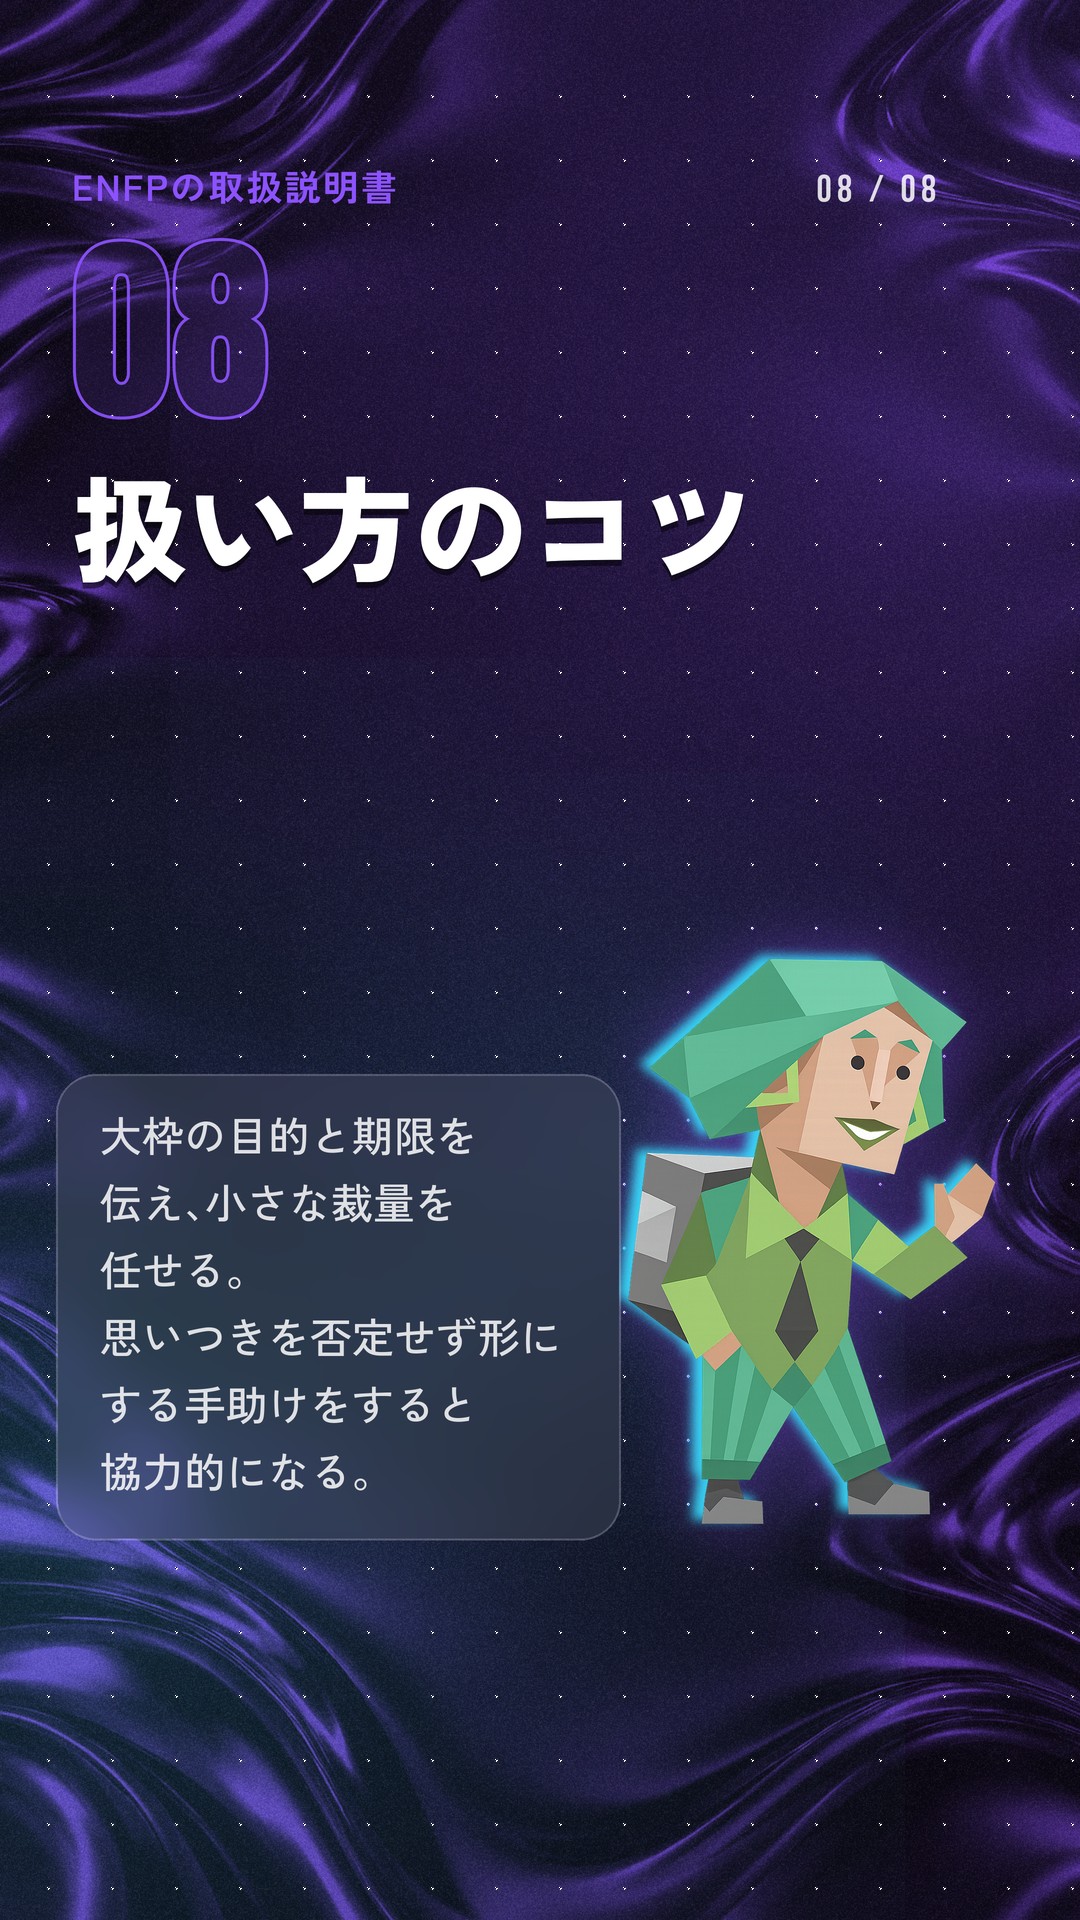 ENFPの取扱説明書
08 / 08
08
扱い方のコツ
大枠の目的と期限を
伝え、小さな裁量を
任せる。
思いつきを否定せず形に
する手助けをすると
協力的になる。